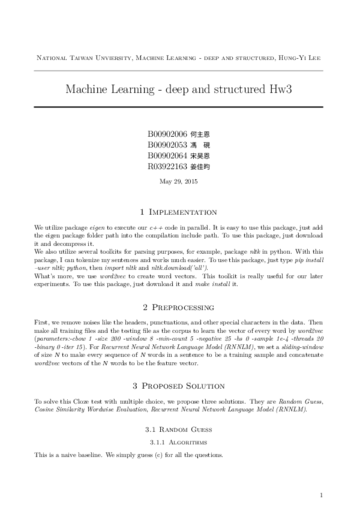 National Taiwan Unviersity, Machine Learning - deep and structured, Hung-Yi Lee
Machine Learning - deep and structured Hw3
B00902006 何主恩
B00902053 馮 硯
B00902064 宋昊恩
R03922163 姜佳昀
May 29, 2015
1 Implementation
We utilize package eigen to execute our c++ code in parallel. It is easy to use this package, just add
the eigen package folder path into the compilation include path. To use this package, just download
it and decompress it.
We also utilize several toolkits for parsing purposes, for example, package nltk in python. With this
package, I can tolenize my sentences and works much easier. To use this package, just type pip install
-user nltk; python, then import nltk and nltk.download('all').
What's more, we use word2vec to create word vectors. This toolkit is really useful for our later
experiments. To use this package, just download it and make install it.
2 Preprocessing
First, we remove noises like the headers, punctuations, and other special characters in the data. Then
make all training files and the testing file as the corpus to learn the vector of every word by word2vec
(parameters:-cbow 1 -size 200 -window 8 -min-count 5 -negative 25 -hs 0 -sample 1e-4 -threads 20
-binary 0 -iter 15). For Recurrent Neural Network Language Model (RNNLM), we set a sliding-window
of size N to make every sequence of N words in a sentence to be a training sample and concatenate
word2vec vectors of the N words to be the feature vector.
3 Proposed Solution
To solve this Cloze test with multiple choice, we propose three solutions. They are Random Guess,
Cosine Similarity Wordwise Evaluation, Recurrent Neural Network Language Model (RNNLM).
3.1 Random Guess
3.1.1 Algorithms
This is a naive baseline. We simply guess (c) for all the questions.
1